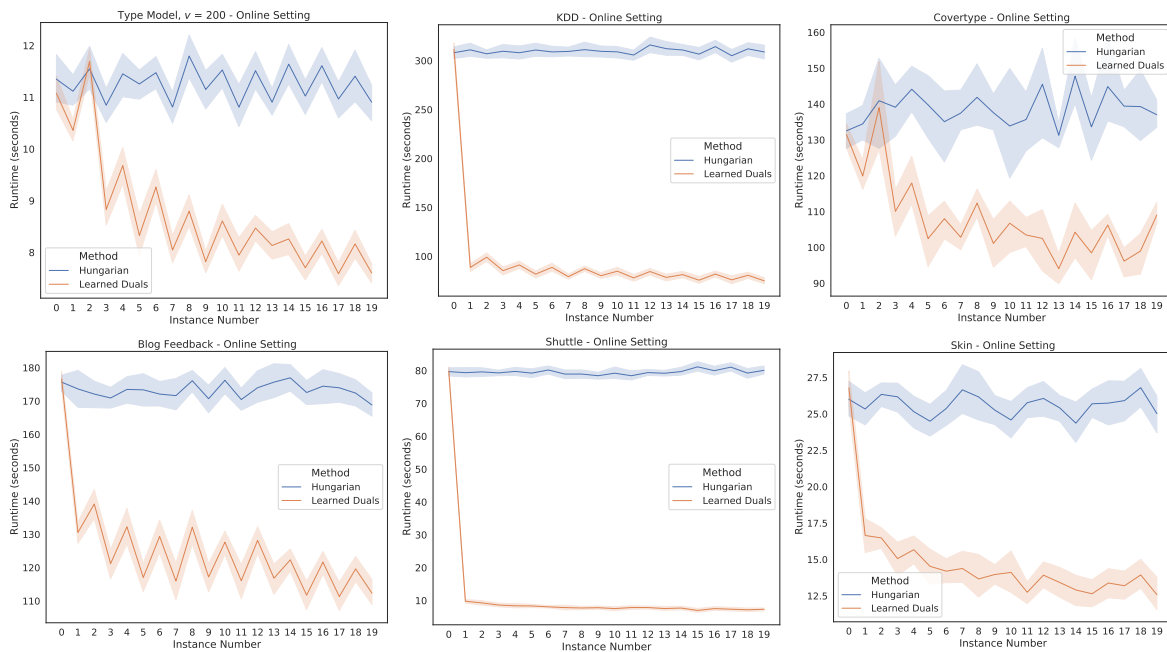 Type Model, v = 200 - Online Setting
12
11
10
9
8
Runtime (seconds)
Method
Hungarian
Learned Duals
0 1 2 3 4 5 6 7 8 9 10 11 12 13 14 15 16 17 18 19
Instance Number
KDD - Online Setting
300
250
200
150
100
Runtime (seconds)
Method
Hungarian
Learned Duals
0 1 2 3 4 5 6 7 8 9 10 11 12 13 14 15 16 17 18 19
Instance Number
Covertype - Online Setting
160
150
140
130
120
110
100
90
Runtime (seconds)
Method
Hungarian
Learned Duals
0 1 2 3 4 5 6 7 8 9 10 11 12 13 14 15 16 17 18 19
Instance Number
Blog Feedback - Online Setting
180
170
160
150
140
130
120
110
Runtime (seconds)
Method
Hungarian
Learned Duals
0 1 2 3 4 5 6 7 8 9 10 11 12 13 14 15 16 17 18 19
Instance Number
Shuttle - Online Setting
80
70
60
50
40
30
20
10
Runtime (seconds)
Method
Hungarian
Learned Duals
0 1 2 3 4 5 6 7 8 9 10 11 12 13 14 15 16 17 18 19
Instance Number
Skin - Online Setting
27.5
25.0
22.5
20.0
17.5
15.0
12.5
Runtime (seconds)
Method
Hungarian
Learned Duals
0 1 2 3 4 5 6 7 8 9 10 11 12 13 14 15 16 17 18 19
Instance Number